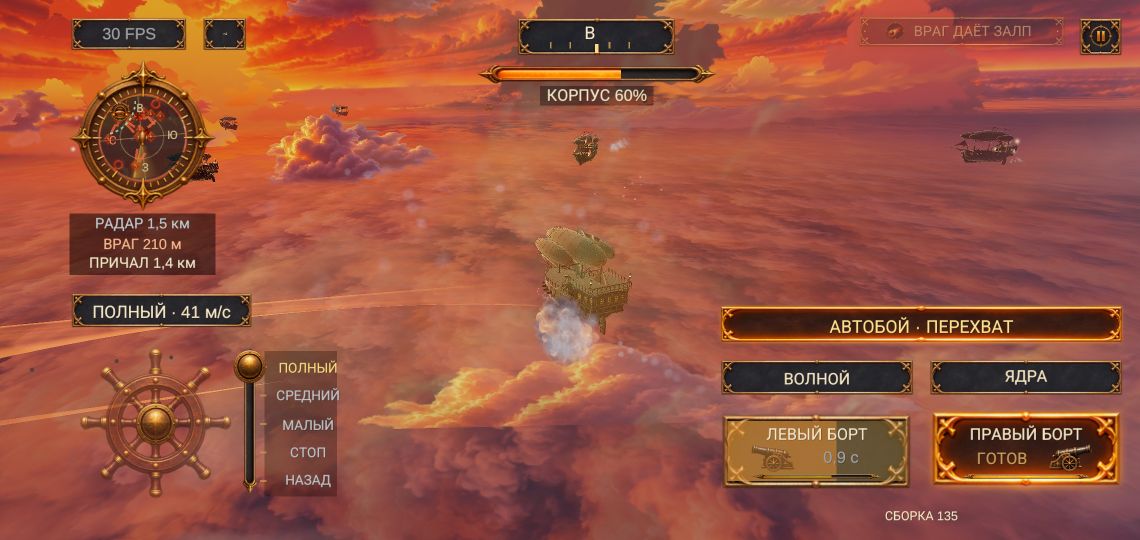 30 FPS
В
ВРАГ ДАЁТ ЗАЛП
КОРПУС 60%
В
С
Ю
З
РАДАР 1,5 км
ВРАГ 210 м
ПРИЧАЛ 1,4 км
ПОЛНЫЙ · 41 м/с
ПОЛНЫЙ
СРЕДНИЙ
МАЛЫЙ
СТОП
НАЗАД
АВТОБОЙ · ПЕРЕХВАТ
ВОЛНОЙ
ЯДРА
ЛЕВЫЙ БОРТ
0,9 с
ПРАВЫЙ БОРТ
ГОТОВ
СБОРКА 135